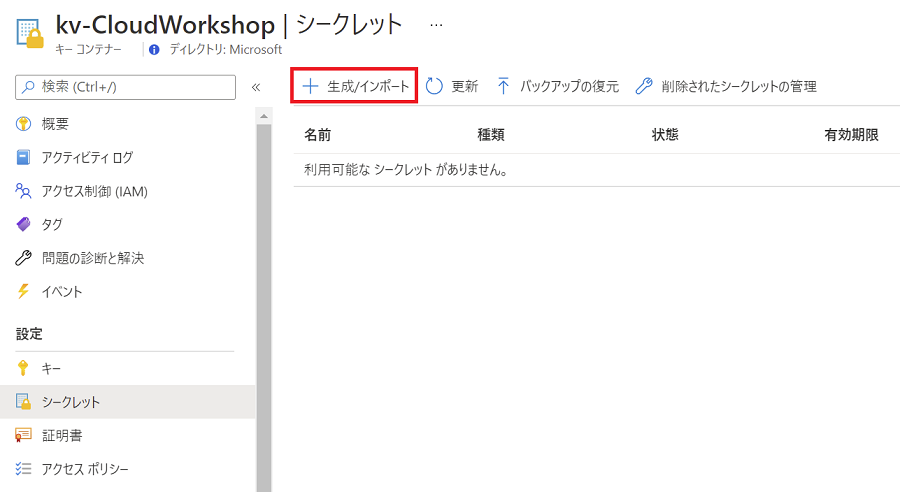 kv-CloudWorkshop | シークレット ...
キー コンテナー ディレクトリ: Microsoft
検索 (Ctrl+/) «
生成/インポート 更新 バックアップの復元 削除されたシークレットの管理
概要
アクティビティ ログ
アクセス制御 (IAM)
タグ
問題の診断と解決
イベント
設定
キー
シークレット
証明書
アクセス ポリシー
名前 種類 状態 有効期限
利用可能な シークレット がありません。